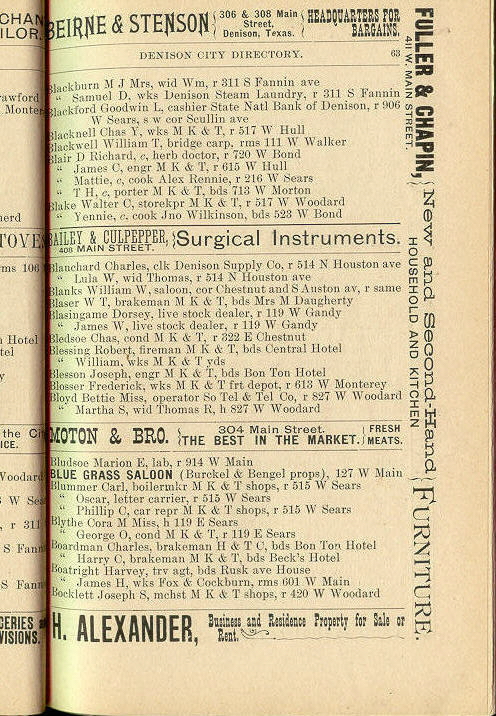 BEIRNE & STENSON { 306 & 308 Main Street, Denison, Texas. } HEADQUARTERS FOR BARGAINS.
DENISON CITY DIRECTORY. 63
Blackburn M J Mrs, wid Wm, r 311 S Fannin ave
" Samuel D, wks Denison Steam Laundry, r 311 S Fannin
Blackford Goodwin L, cashier State Natl Bank of Denison, r 906
W Sears, s w cor Scullin ave
Blacknell Chas Y, wks M K & T, r 517 W Hull
Blackwell William T, bridge carp, rms 111 W Walker
Blair D Richard, c, herb doctor, r 720 W Bond
" James C, engr M K & T, r 615 W Hull
" Mattie, c, cook Alex Rennie, r 216 W Sears
" T H, c, porter M K & T, bds 713 W Morton
Blake Walter C, storekpr M K & T, r 517 W Woodard
" Yennie, c, cook Jno Wilkinson, bds 523 W Bond
BAILEY & CULPEPPER, 408 MAIN STREET. } Surgical Instruments.
Blanchard Charles, clk Denison Supply Co, r 514 N Houston ave
" Lula W, wid Thomas, r 514 N Houston ave
Blanks William W, saloon, cor Chestnut and S Austin av, r same
Blaser W T, brakeman M K & T, bds Mrs M Daugherty
Blasingame Dorsey, live stock dealer, r 119 W Gandy
" James W, live stock dealer, r 119 W Gandy
Bledsoe Chas, cond M K & T, r 322 E Chestnut
Blessing Robert, fireman M K & T, bds Central Hotel
" William, wks M K & T yds
Blesson Joseph, engr M K & T, bds Bon Ton Hotel
Blosser Frederick, wks M K & T frt depot, r 613 W Monterey
Bloyd Bettie Miss, operator So Tel & Tel Co, r 827 W Woodard
" Martha S, wid Thomas R, h 827 W Woodard
MOTON & BRO. { 304 Main Street. THE BEST IN THE MARKET. } FRESH MEATS.
Bludsoe Marion E, lab, r 914 W Main
BLUE GRASS SALOON (Burckel & Bengel props), 127 W Main
Blummer Carl, boilermkr M K & T shops, r 515 W Sears
" Oscar, letter carrier, r 515 W Sears
" Phillip C, car repr M K & T shops, r 515 W Sears
Blythe Cora M Miss, h 119 E Sears
" George O, cond M K & T, r 119 E Sears
Boardman Charles, brakeman H & T C, bds Bon Ton Hotel
" Harry C, brakeman M K & T, bds Beck's Hotel
Boatright Harvey, trv agt, bds Rusk ave House
" James H, wks Fox & Cockburn, rms 601 W Main
Bocklett Joseph S, mchst M K & T shops, r 420 W Woodard
H. ALEXANDER, { Business and Residence Property for Sale or Rent.
FULLER & CHAPIN, 411 W. MAIN STREET. { New and Second-Hand HOUSEHOLD AND KITCHEN { FURNITURE.